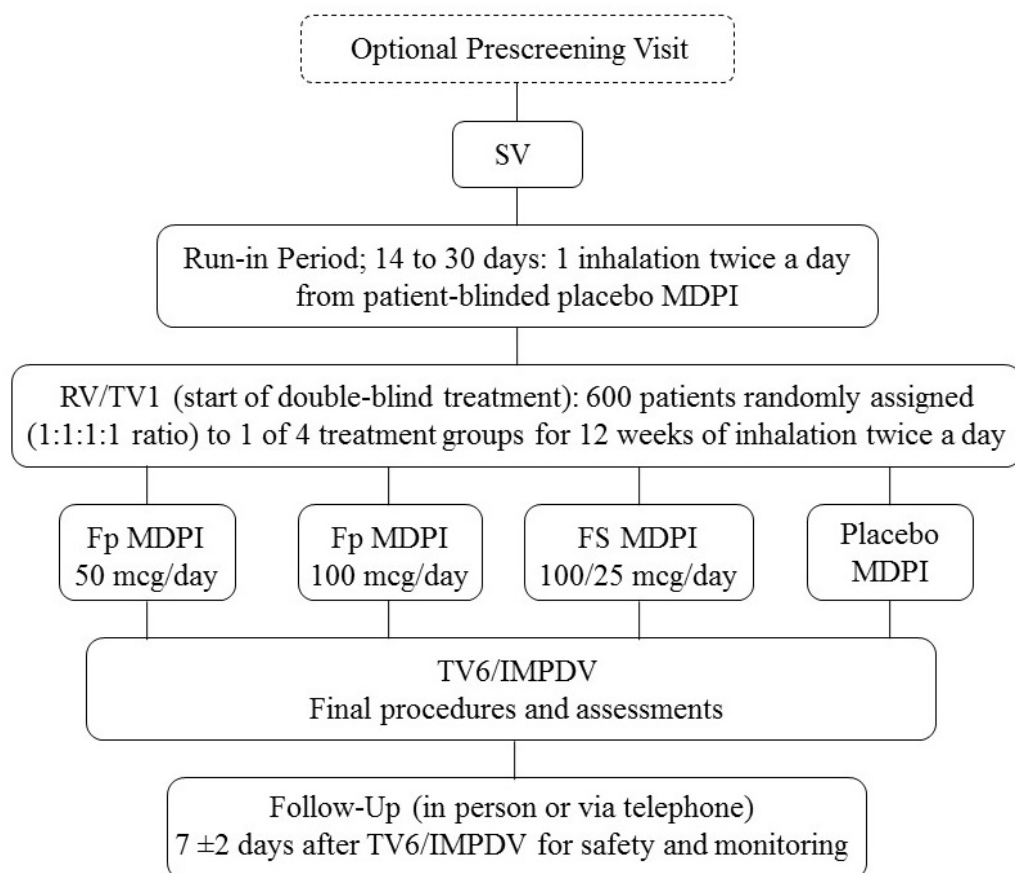 Optional Prescreening Visit
SV
Run-in Period; 14 to 30 days: 1 inhalation twice a day
from patient-blinded placebo MDPI
RV/TV1 (start of double-blind treatment): 600 patients randomly assigned
(1:1:1:1 ratio) to 1 of 4 treatment groups for 12 weeks of inhalation twice a day
Fp MDPI
50 mcg/day
Fp MDPI
100 mcg/day
FS MDPI
100/25 mcg/day
Placebo
MDPI
TV6/IMPDV
Final procedures and assessments
Follow-Up (in person or via telephone)
7 ±2 days after TV6/IMPDV for safety and monitoring